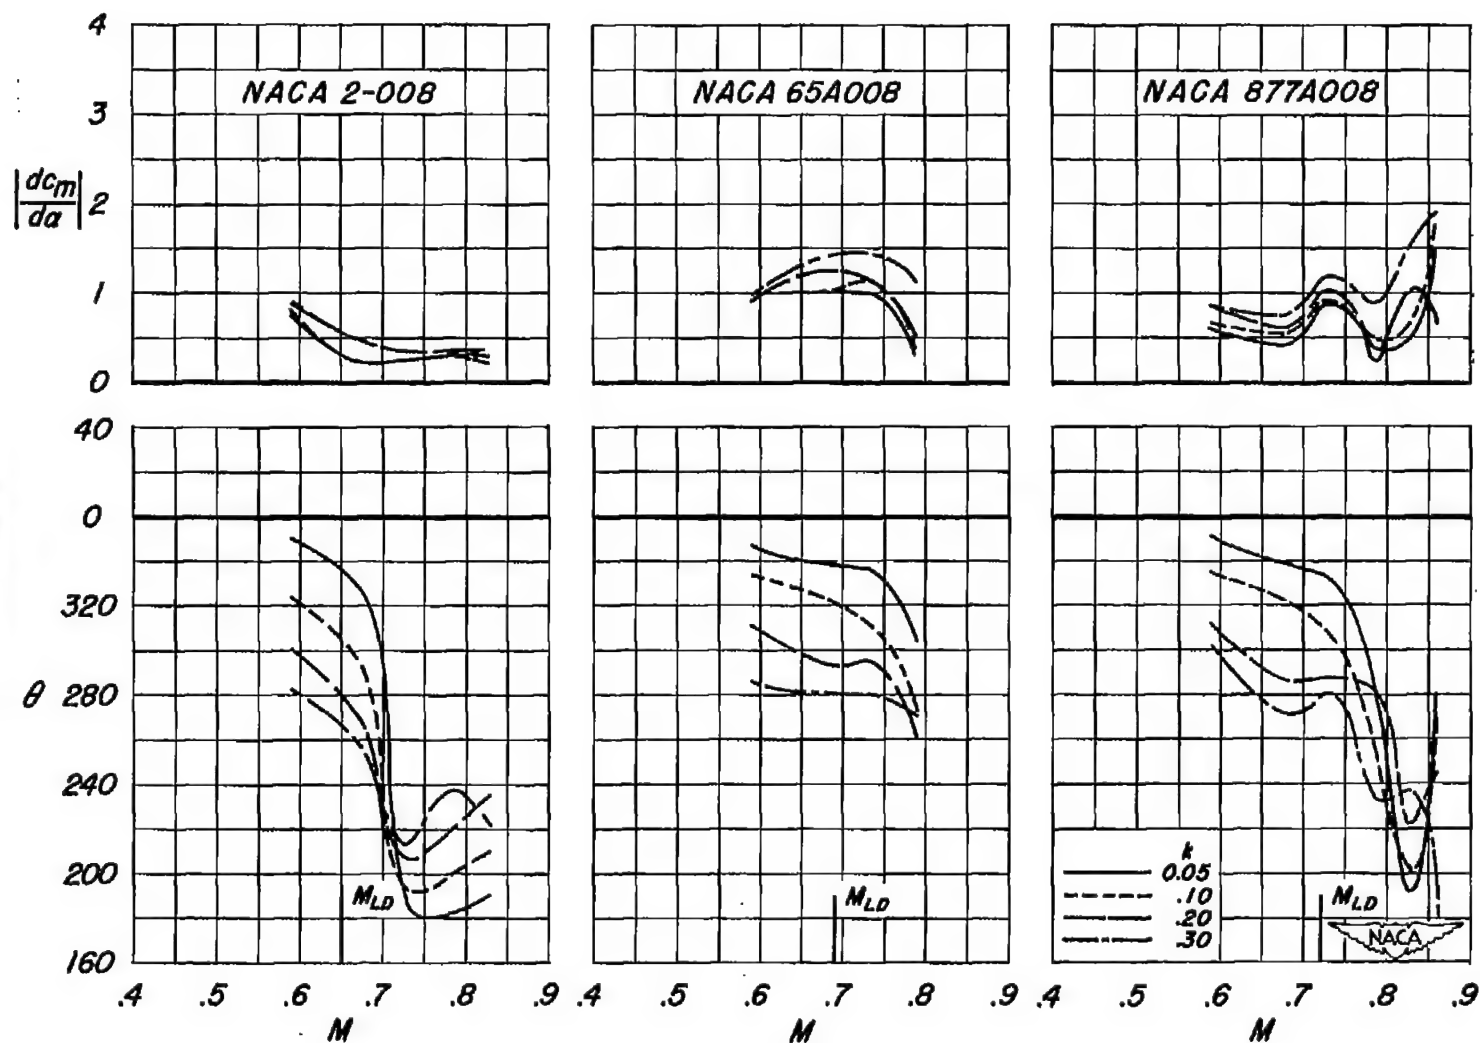 4
NACA 2-008
NACA 65A008
NACA 877A008
3
|dcm/dα|
2
1
0
40
0
320
θ 280
240
200
160
MLD
MLD
MLD
k
0.05
.10
.20
.30
NACA
.4 .5 .6 .7 .8 .9
.4 .5 .6 .7 .8 .9
.4 .5 .6 .7 .8 .9
M
M
M